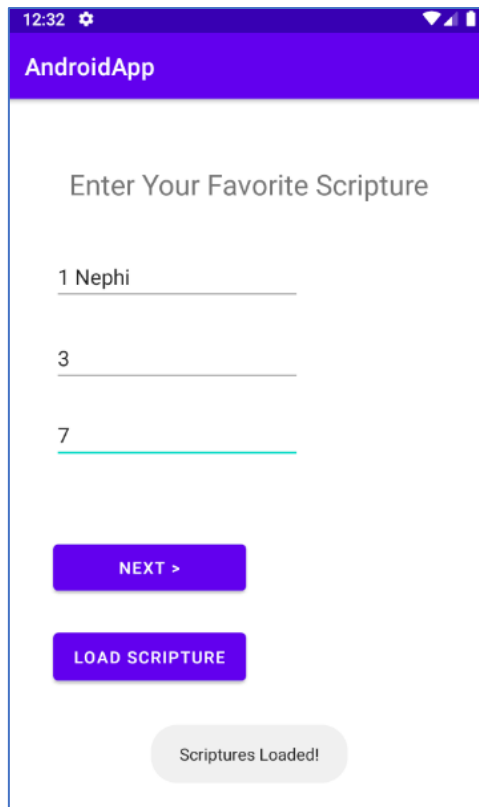 12:32
AndroidApp
Enter Your Favorite Scripture
1 Nephi
3
7
NEXT >
LOAD SCRIPTURE
Scriptures Loaded!